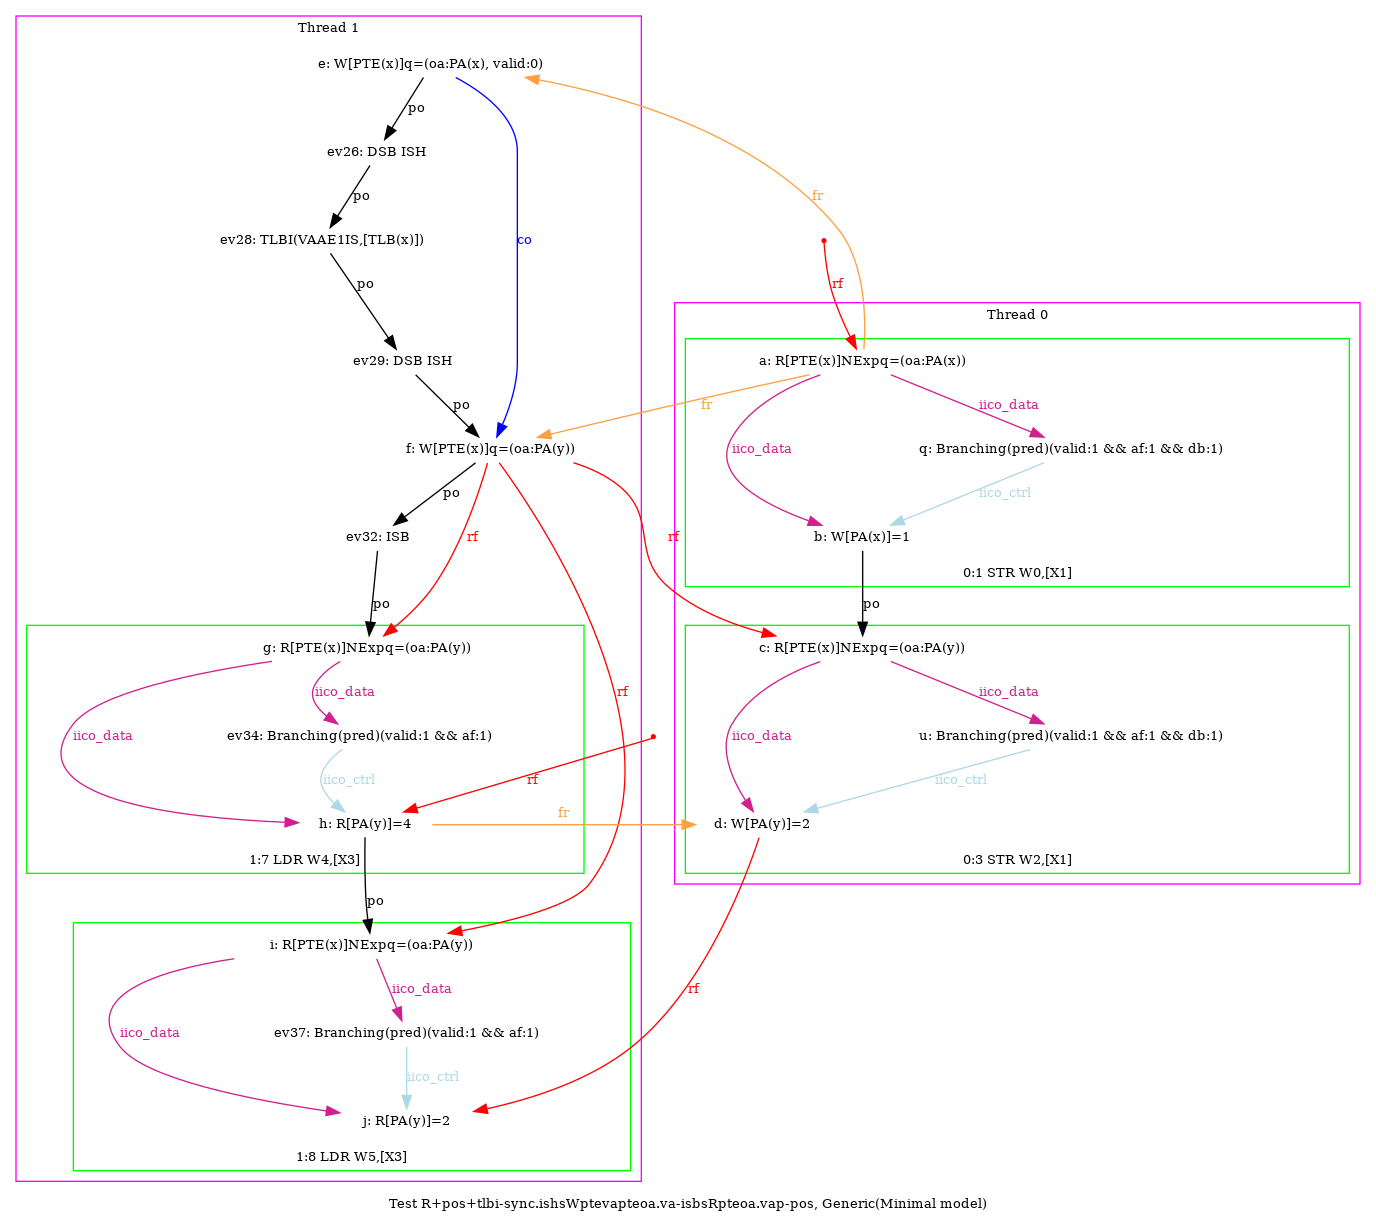 Thread 1
e: W[PTE(x)]q=(oa:PA(x), valid:0)
po
ev26: DSB ISH
po
fr
ev28: TLBI(VAAE1IS,[TLB(x)])
co
po
rf
Thread 0
ev29: DSB ISH
a: R[PTE(x)]NExpq=(oa:PA(x))
po
fr
iico_data
f: W[PTE(x)]q=(oa:PA(y))
iico_data
q: Branching(pred)(valid:1 && af:1 && db:1)
po
iico_ctrl
ev32: ISB
rf
rf
b: W[PA(x)]=1
0:1 STR W0,[X1]
po
po
g: R[PTE(x)]NExpq=(oa:PA(y))
c: R[PTE(x)]NExpq=(oa:PA(y))
iico_data
rf
iico_data
iico_data
ev34: Branching(pred)(valid:1 && af:1)
iico_data
u: Branching(pred)(valid:1 && af:1 && db:1)
iico_ctrl
rf
iico_ctrl
h: R[PA(y)]=4
fr
d: W[PA(y)]=2
1:7 LDR W4,[X3]
0:3 STR W2,[X1]
po
i: R[PTE(x)]NExpq=(oa:PA(y))
iico_data
rf
iico_data
ev37: Branching(pred)(valid:1 && af:1)
iico_ctrl
j: R[PA(y)]=2
1:8 LDR W5,[X3]
Test R+pos+tlbi-sync.ishsWptevapteoa.va-isbsRpteoa.vap-pos, Generic(Minimal model)